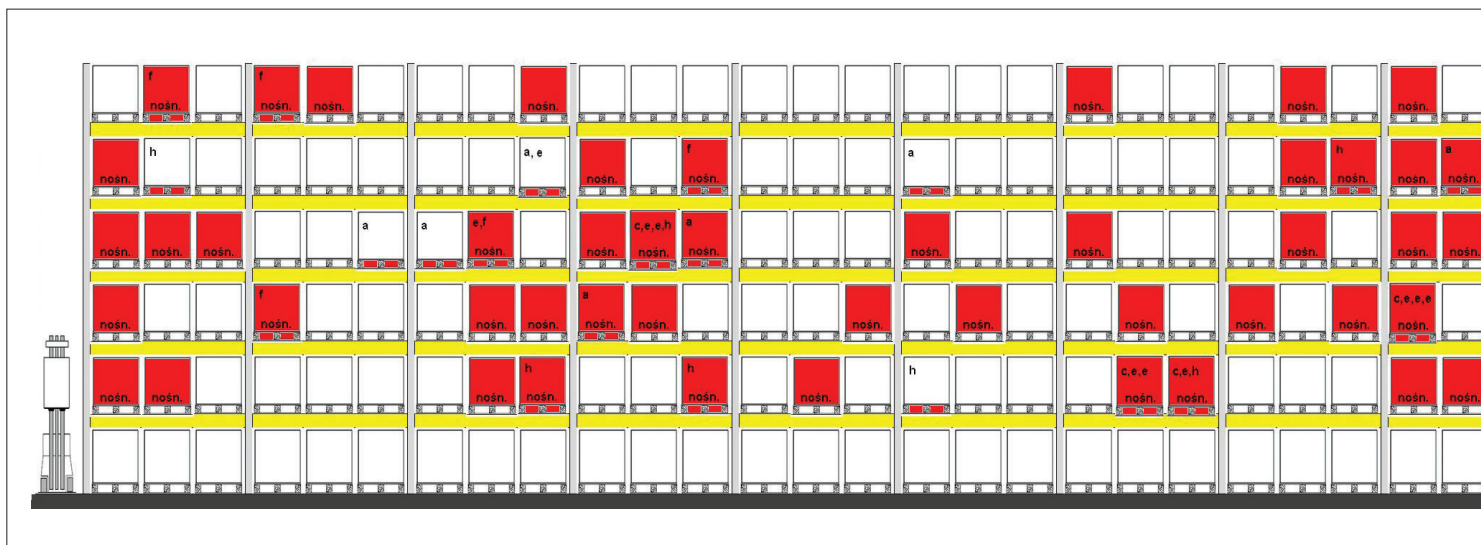 f f
nośn. nośn. nośn. nośn. nośn. nośn. nośn.
h a, e f a h a
nośn. nośn. nośn. nośn. nośn. nośn. nośn.
a a e,f c,e,e,h a
nośn. nośn. nośn. nośn. nośn. nośn. nośn. nośn. nośn. nośn. nośn. nośn.
f a c,e,e,e
nośn. nośn. nośn. nośn. nośn. nośn. nośn. nośn. nośn. nośn. nośn. nośn.
h h h c,e,e c,e,h
nośn. nośn. nośn. nośn. nośn. nośn. nośn. nośn. nośn. nośn.